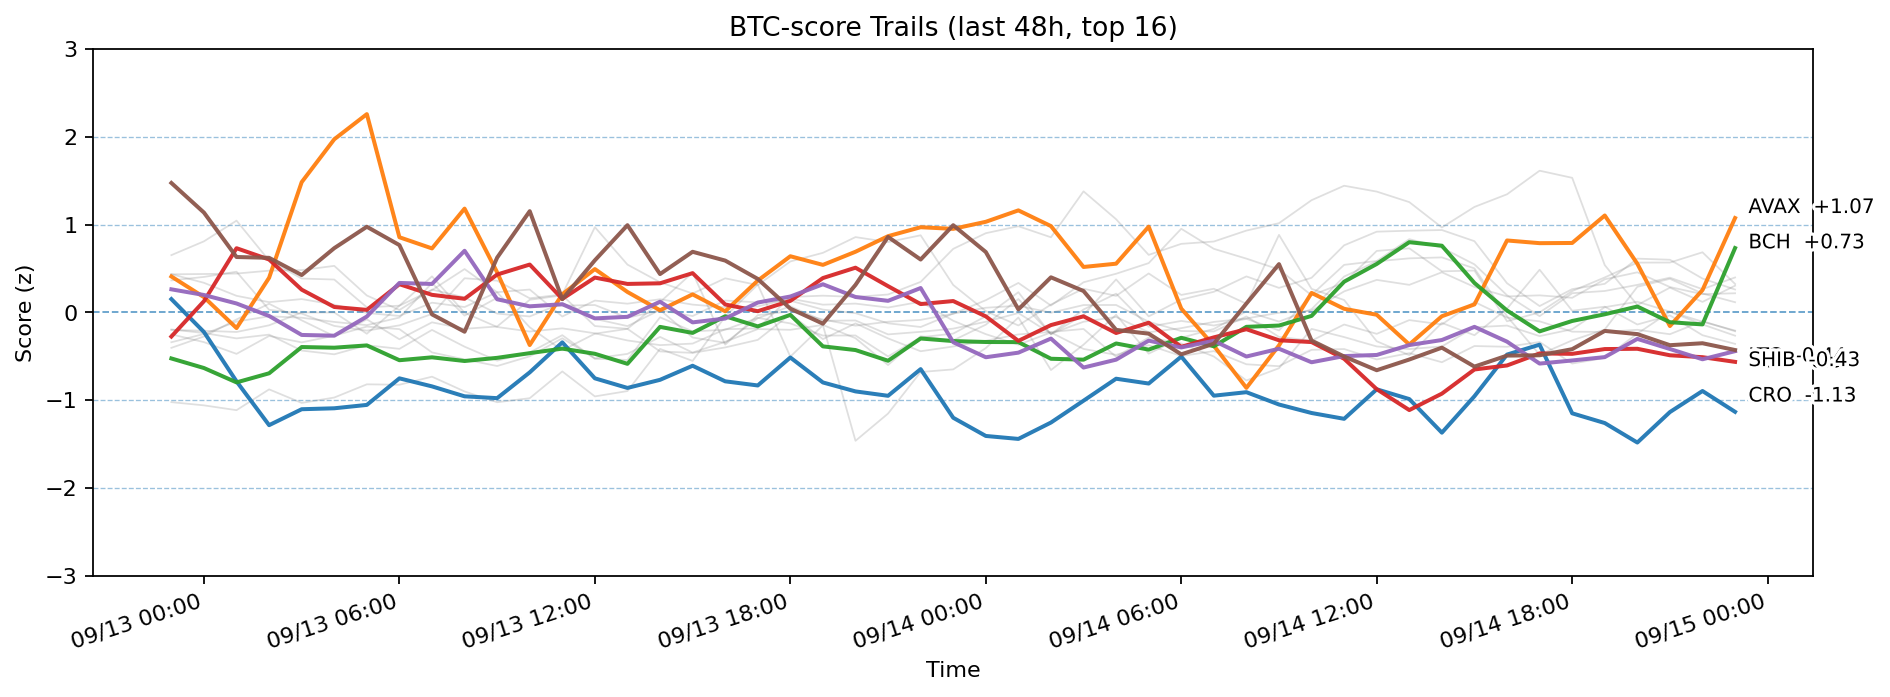 BTC-score Trails (last 48h, top 16)
Score (z)
3
2
1
0
−1
−2
−3
AVAX +1.07
BCH +0.73
SHIB -0.43
CRO -1.13
09/13 00:00
09/13 06:00
09/13 12:00
09/13 18:00
09/14 00:00
09/14 06:00
09/14 12:00
09/14 18:00
09/15 00:00
Time